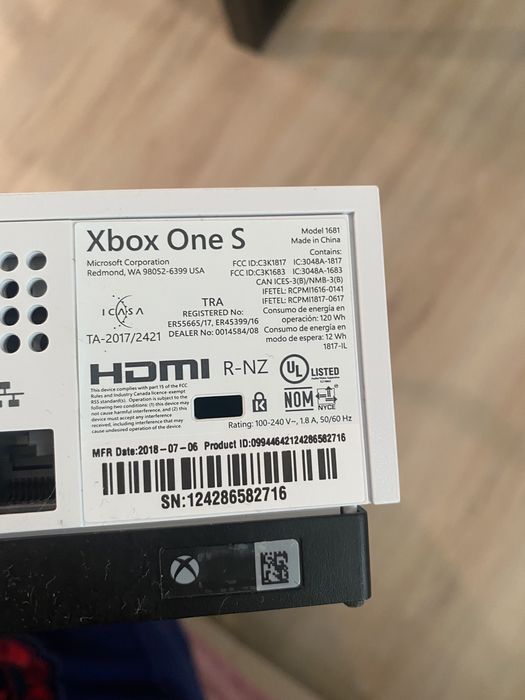 Xbox One S
Model 1681
Made in China
Microsoft Corporation
Redmond, WA 98052-6399 USA
Contains:
FCC ID:C3K1817 IC:3048A-1817
FCC ID:C3K1683 IC:3048A-1683
CAN ICES-3(B)/NMB-3(B)
IFETEL: RCPMI1616-0141
IFETEL: RCPMI1817-0617
Consumo de energía en
operación: 120 Wh
Consumo de energía en
modo de espera: 12 Wh
1817-IL
ICASA
TA-2017/2421
TRA
REGISTERED No:
ER55665/17, ER45399/16
DEALER No: 0014584/08
HDMI R-NZ
UL LISTED
This device complies with part 15 of the FCC
Rules and Industry Canada licence-exempt
RSS standard(s). Operation is subject to the
following two conditions: (1) this device may
not cause harmful interference, and (2) this
device must accept any interference
received, including interference that may
cause undesired operation of the device.
K
NOM
NYCE
Rating: 100-240 V~, 1.8 A, 50/60 Hz
MFR Date:2018-07-06 Product ID:09944642124286582716
SN:124286582716